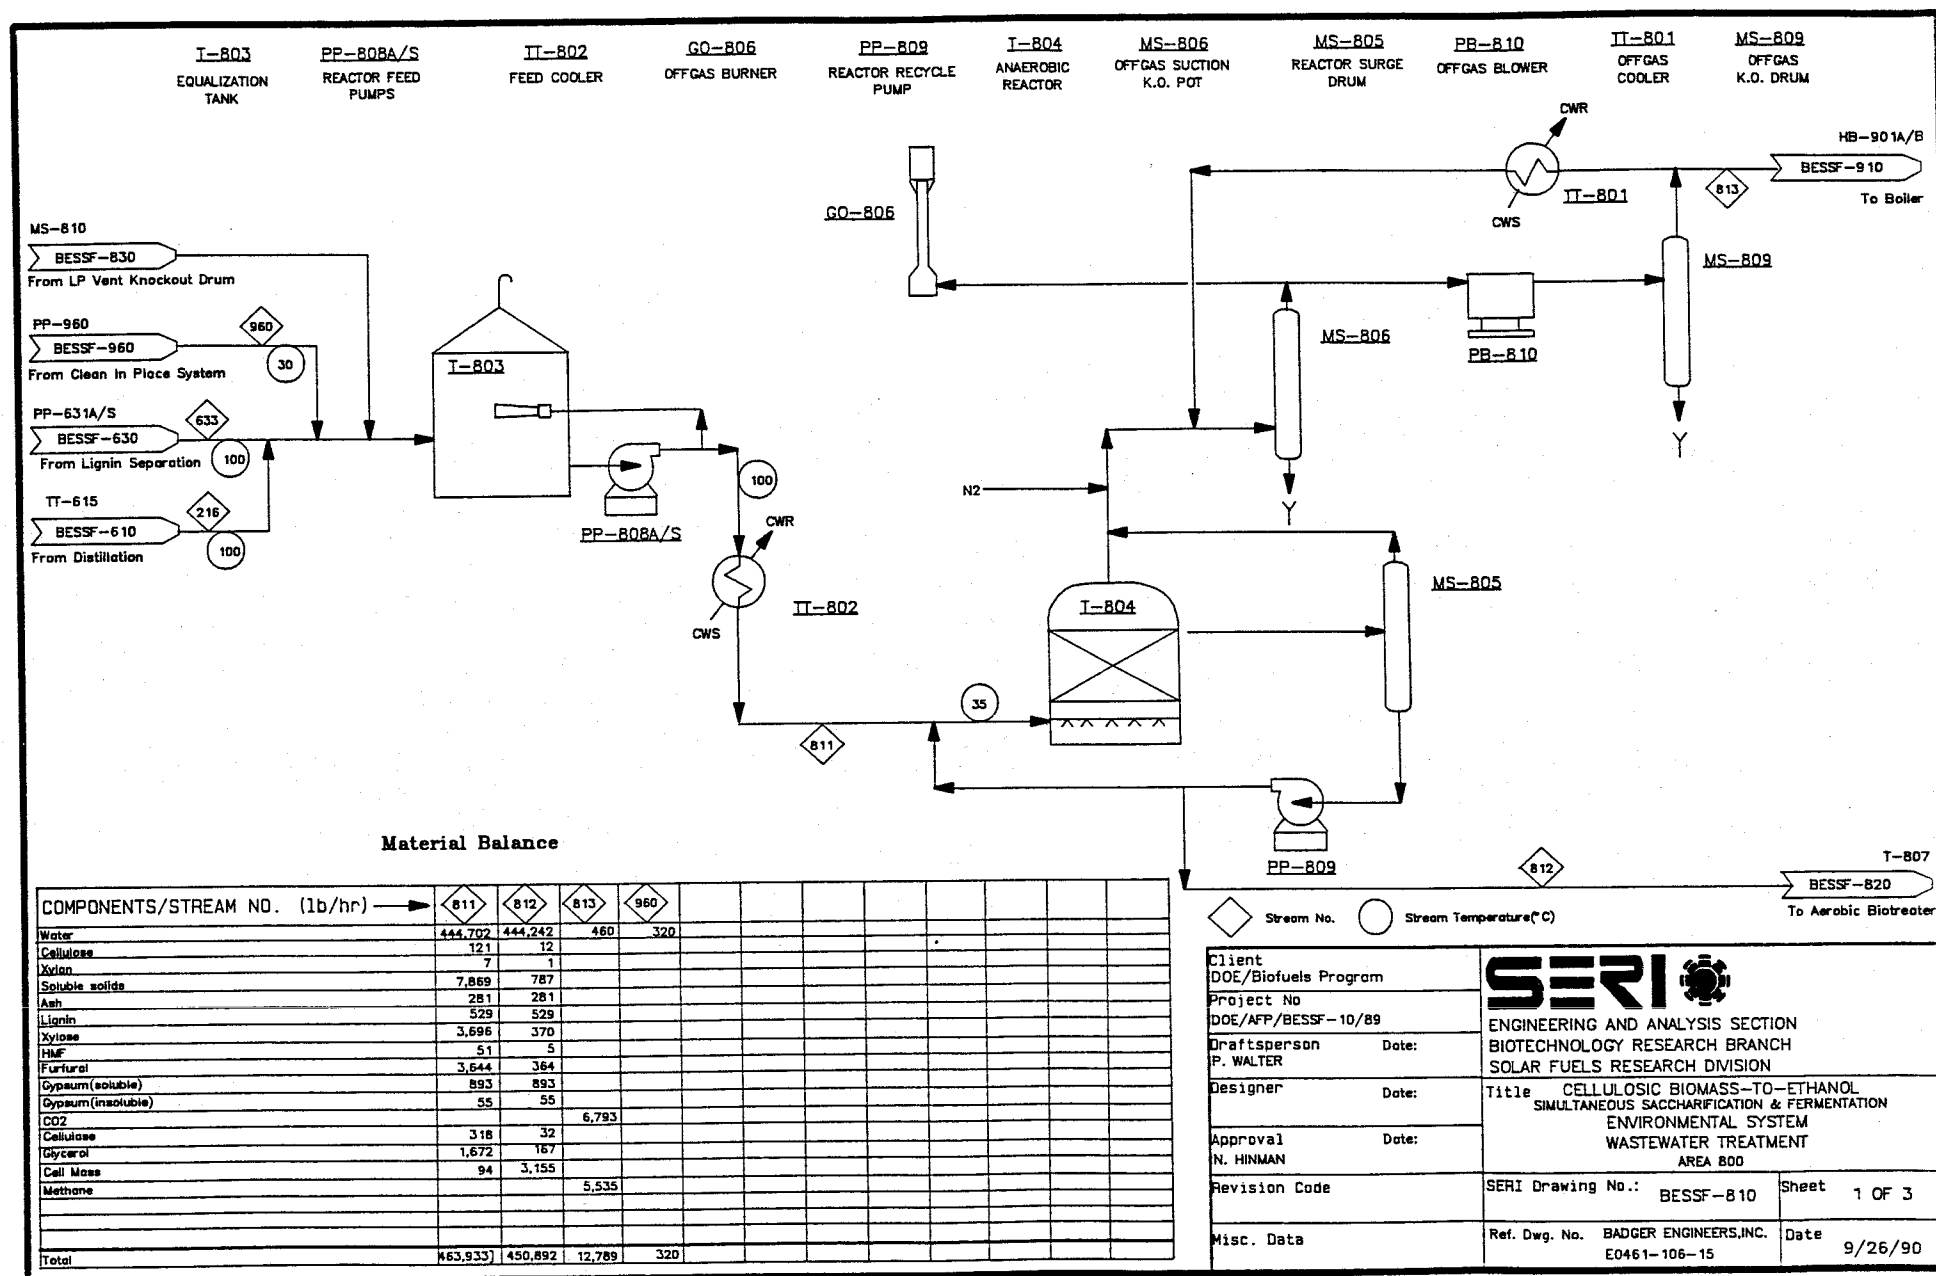 T-803
EQUALIZATION
TANK
PP-808A/S
REACTOR FEED
PUMPS
TT-802
FEED COOLER
GO-806
OFFGAS BURNER
PP-809
REACTOR RECYCLE
PUMP
T-804
ANAEROBIC
REACTOR
MS-806
OFFGAS SUCTION
K.O. POT
MS-805
REACTOR SURGE
DRUM
PB-810
OFFGAS BLOWER
TT-801
OFFGAS
COOLER
MS-809
OFFGAS
K.O. DRUM
CWR
HB-901A/B
BESSF-910
To Boiler
813
TT-801
CWS
GO-806
MS-810
BESSF-830
From LP Vent Knockout Drum
MS-809
PP-960
960
BESSF-960
30
From Clean In Place System
T-803
MS-806
PB-810
PP-631A/S
633
BESSF-630
100
From Lignin Separation
TT-615
216
BESSF-610
100
From Distillation
100
N2
PP-808A/S
CWR
TT-802
CWS
T-804
MS-805
35
811
PP-809
812
T-807
BESSF-820
To Aerobic Biotreater
Stream No.
Stream Temperature(°C)
Material Balance
COMPONENTS/STREAM NO. (lb/hr) 811 812 813 960
Water 444,702 444,242 460 320
Cellulose 121 12
Xylan 7 1
Soluble solids 7,869 787
Ash 281 281
Lignin 529 529
Xylose 3,696 370
HMF 51 5
Furfural 3,644 364
Gypsum(soluble) 893 893
Gypsum(insoluble) 55 55
CO2 6,793
Cellulase 318 32
Glycerol 1,672 167
Cell Mass 94 3,155
Methane 5,535
Total 463,933 450,892 12,789 320
Client
DOE/Biofuels Program
Project No
DOE/AFP/BESSF-10/89
Draftsperson Date:
P. WALTER
Designer Date:
Approval Date:
N. HINMAN
Revision Code
Misc. Data
SERI
ENGINEERING AND ANALYSIS SECTION
BIOTECHNOLOGY RESEARCH BRANCH
SOLAR FUELS RESEARCH DIVISION
Title CELLULOSIC BIOMASS-TO-ETHANOL
SIMULTANEOUS SACCHARIFICATION & FERMENTATION
ENVIRONMENTAL SYSTEM
WASTEWATER TREATMENT
AREA 800
SERI Drawing No.: BESSF-810
Sheet 1 OF 3
Ref. Dwg. No. BADGER ENGINEERS,INC.
E0461-106-15
Date 9/26/90